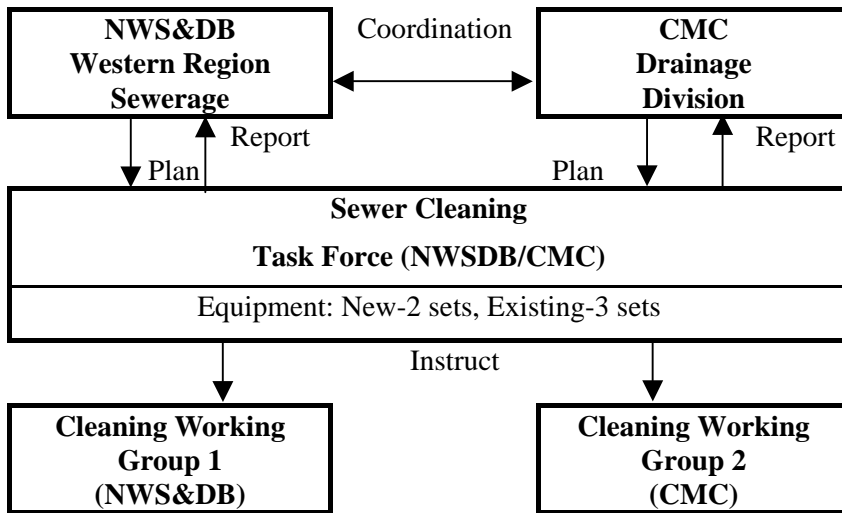 NWS&DB
Western Region
Sewerage
Coordination
CMC
Drainage
Division
Report
Plan
Plan
Report
Sewer Cleaning
Task Force (NWSDB/CMC)
Equipment: New-2 sets, Existing-3 sets
Instruct
Cleaning Working
Group 1
(NWS&DB)
Cleaning Working
Group 2
(CMC)